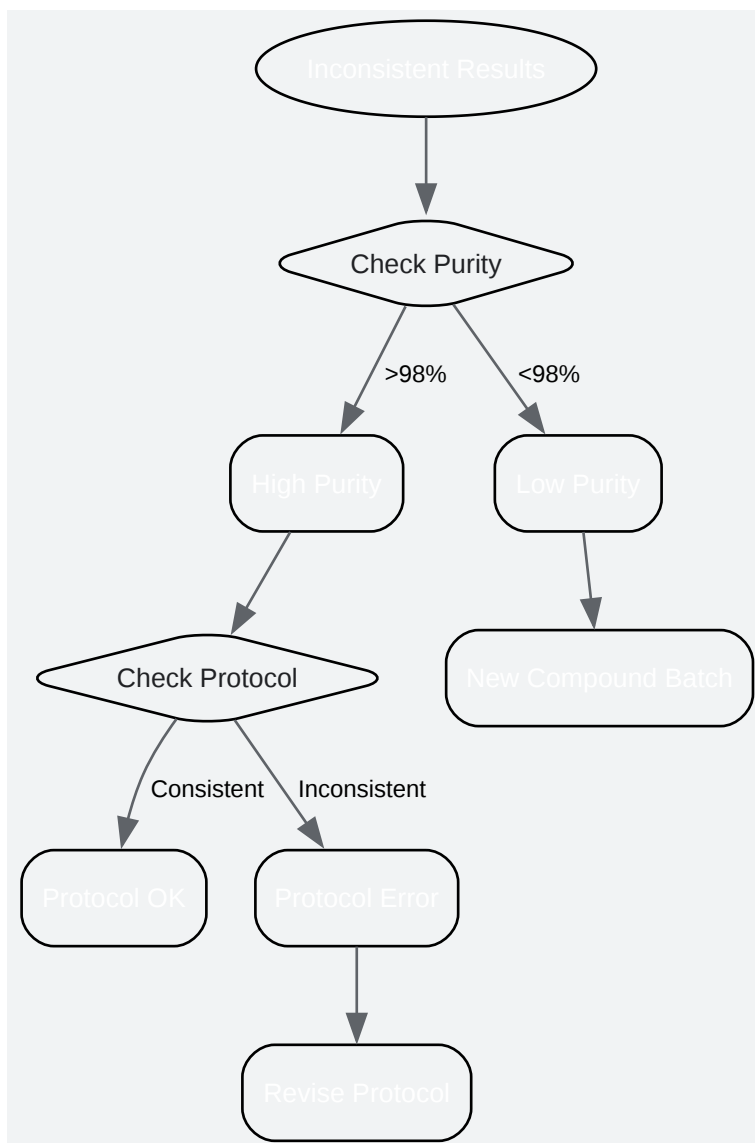 Inconsistent Results
Check Purity
>98%
<98%
High Purity
Low Purity
Check Protocol
New Compound Batch
Consistent
Inconsistent
Protocol OK
Protocol Error
Revise Protocol